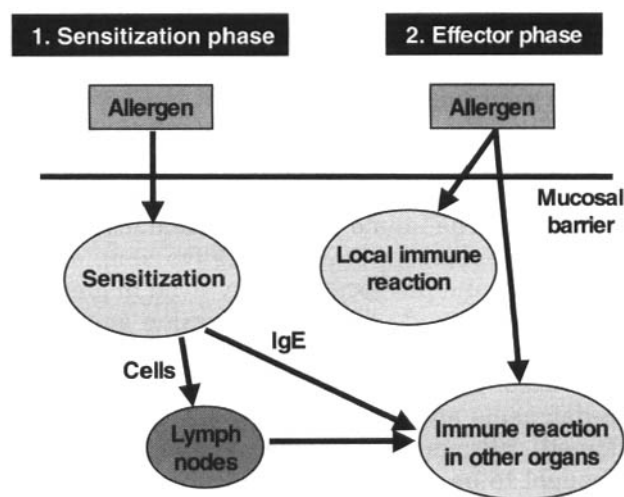 1. Sensitization phase
2. Effector phase
Allergen
Allergen
Mucosal
barrier
Sensitization
Local immune
reaction
IgE
Cells
Lymph
nodes
Immune reaction
in other organs